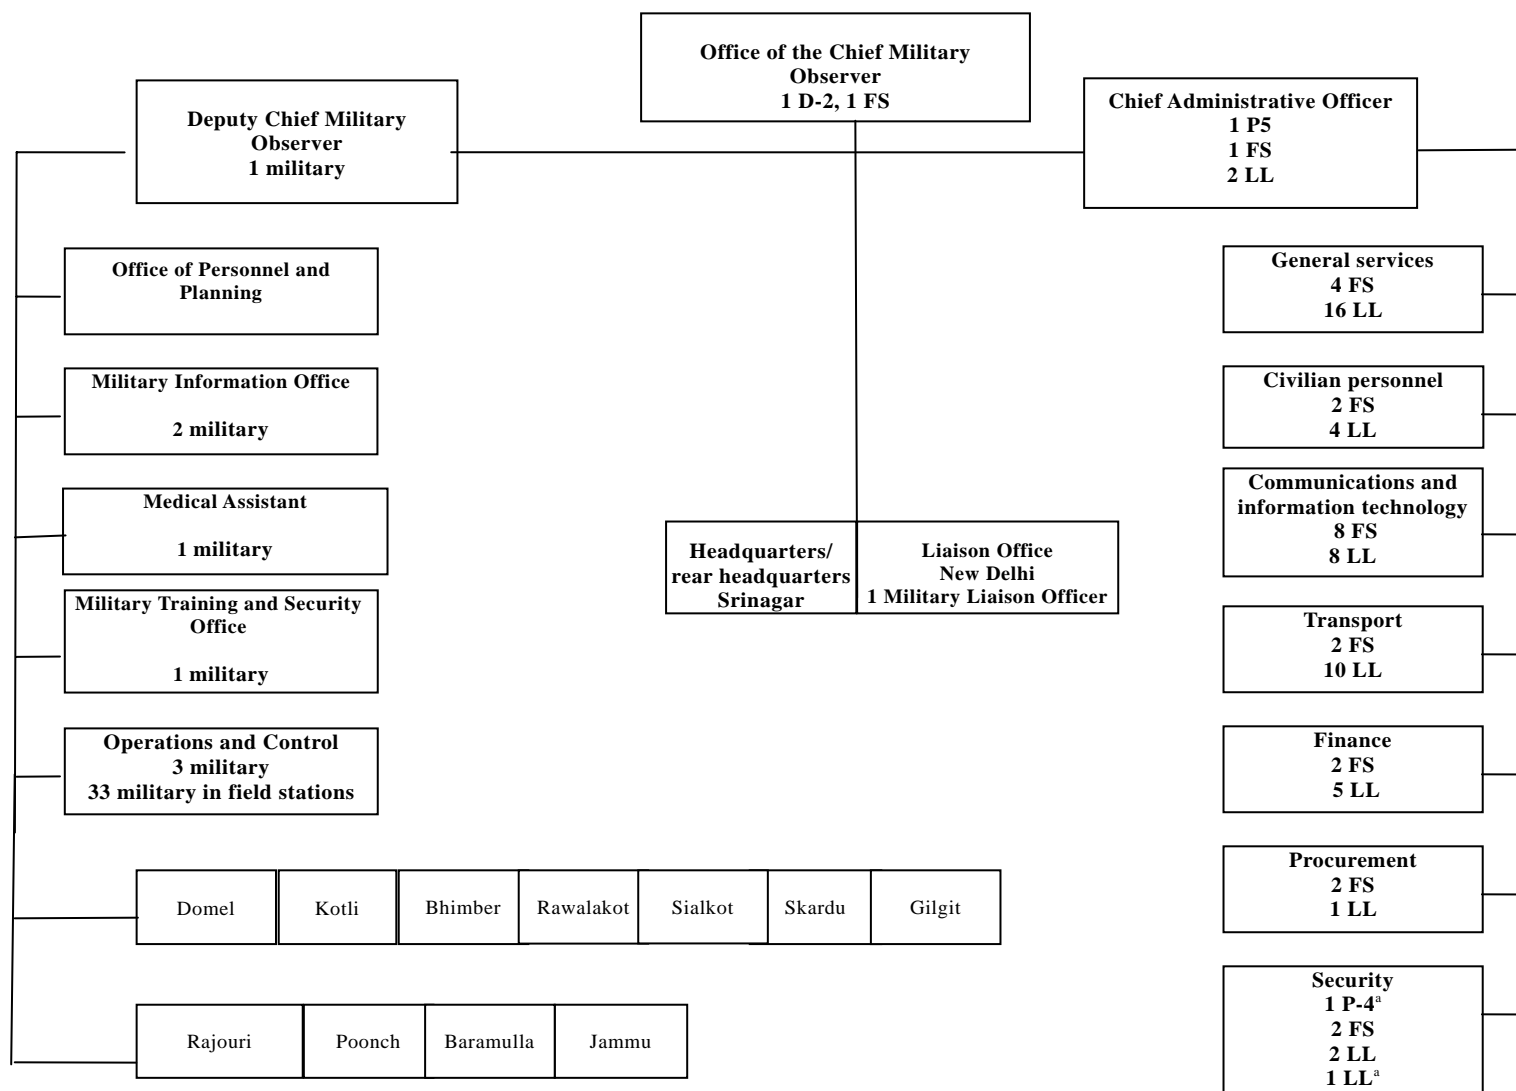 Office of the Chief Military
Observer
1 D-2, 1 FS
Deputy Chief Military
Observer
1 military
Chief Administrative Officer
1 P5
1 FS
2 LL
Office of Personnel and
Planning
Military Information Office
2 military
Medical Assistant
1 military
Military Training and Security
Office
1 military
Operations and Control
3 military
33 military in field stations
Headquarters/
rear headquarters
Srinagar
Liaison Office
New Delhi
1 Military Liaison Officer
General services
4 FS
16 LL
Civilian personnel
2 FS
4 LL
Communications and
information technology
8 FS
8 LL
Transport
2 FS
10 LL
Finance
2 FS
5 LL
Procurement
2 FS
1 LL
Security
1 P-4ᵃ
2 FS
2 LL
1 LLᵃ
Domel Kotli Bhimber Rawalakot Sialkot Skardu Gilgit
Rajouri Poonch Baramulla Jammu